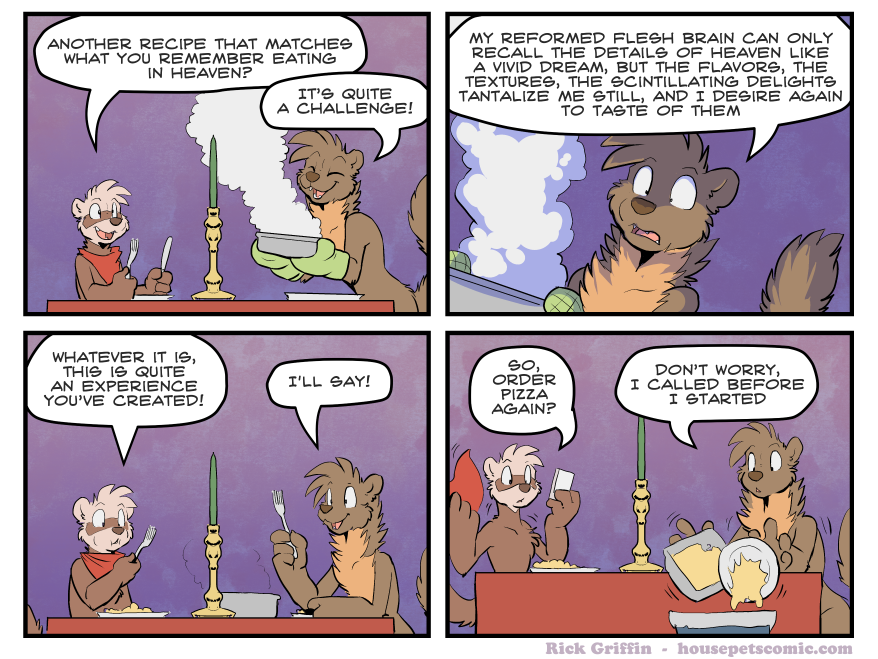 ANOTHER RECIPE THAT MATCHES
WHAT YOU REMEMBER EATING
IN HEAVEN?
IT'S QUITE
A CHALLENGE!
MY REFORMED FLESH BRAIN CAN ONLY
RECALL THE DETAILS OF HEAVEN LIKE
A VIVID DREAM, BUT THE FLAVORS, THE
TEXTURES, THE SCINTILLATING DELIGHTS
TANTALIZE ME STILL, AND I DESIRE AGAIN
TO TASTE OF THEM
WHATEVER IT IS,
THIS IS QUITE
AN EXPERIENCE
YOU'VE CREATED!
I'LL SAY!
SO,
ORDER
PIZZA
AGAIN?
DON'T WORRY,
I CALLED BEFORE
I STARTED
Rick Griffin - housepetscomic.com